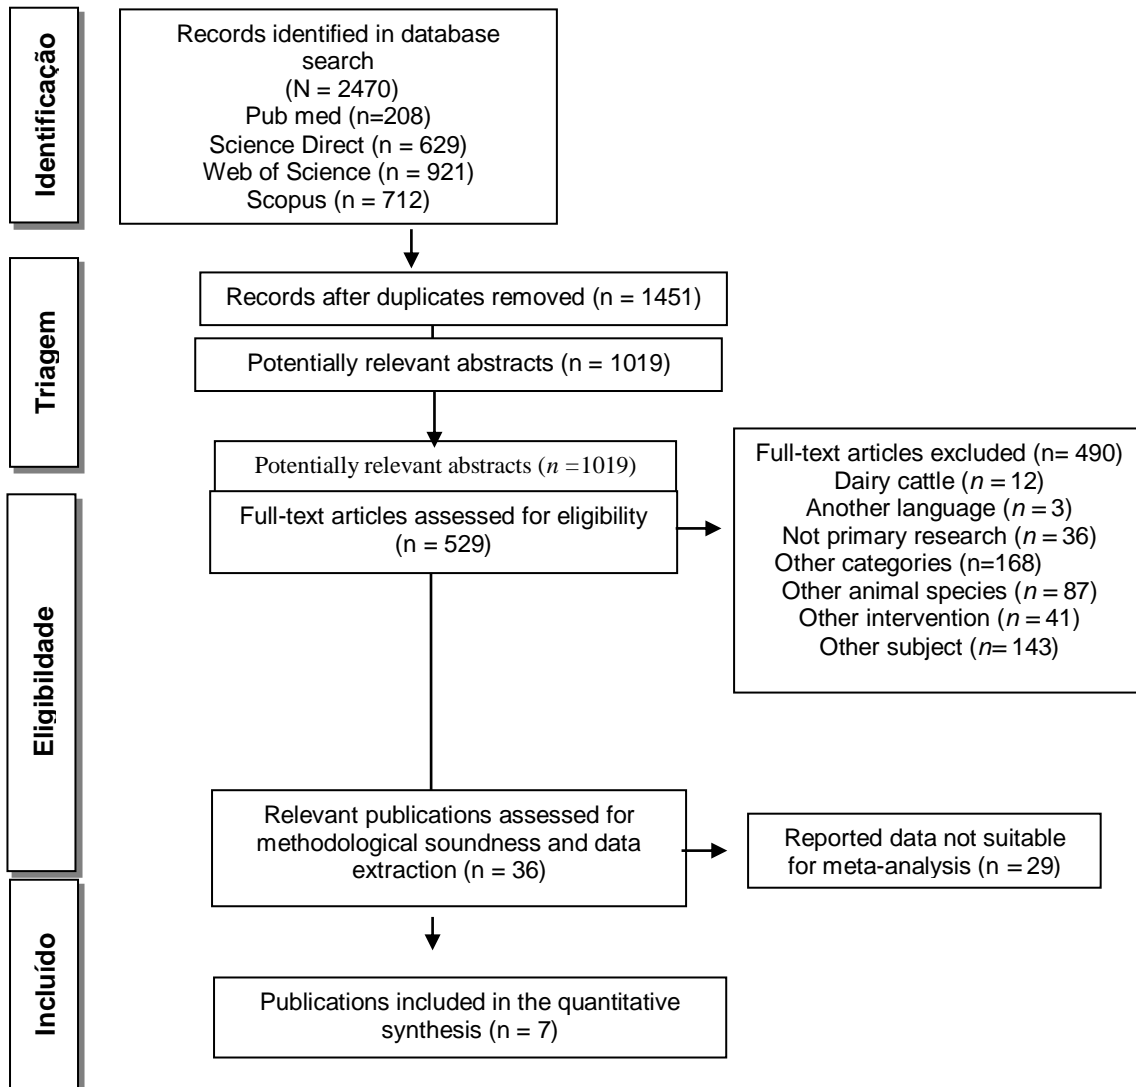 Identificação
Records identified in database
search
(N = 2470)
Pub med (n=208)
Science Direct (n = 629)
Web of Science (n = 921)
Scopus (n = 712)
Triagem
Records after duplicates removed (n = 1451)
Potentially relevant abstracts (n = 1019)
Potentially relevant abstracts (n =1019)
Eligibildade
Full-text articles assessed for eligibility
(n = 529)
Full-text articles excluded (n= 490)
Dairy cattle (n = 12)
Another language (n = 3)
Not primary research (n = 36)
Other categories (n=168)
Other animal species (n = 87)
Other intervention (n = 41)
Other subject (n= 143)
Relevant publications assessed for
methodological soundness and data
extraction (n = 36)
Reported data not suitable
for meta-analysis (n = 29)
Incluído
Publications included in the quantitative
synthesis (n = 7)